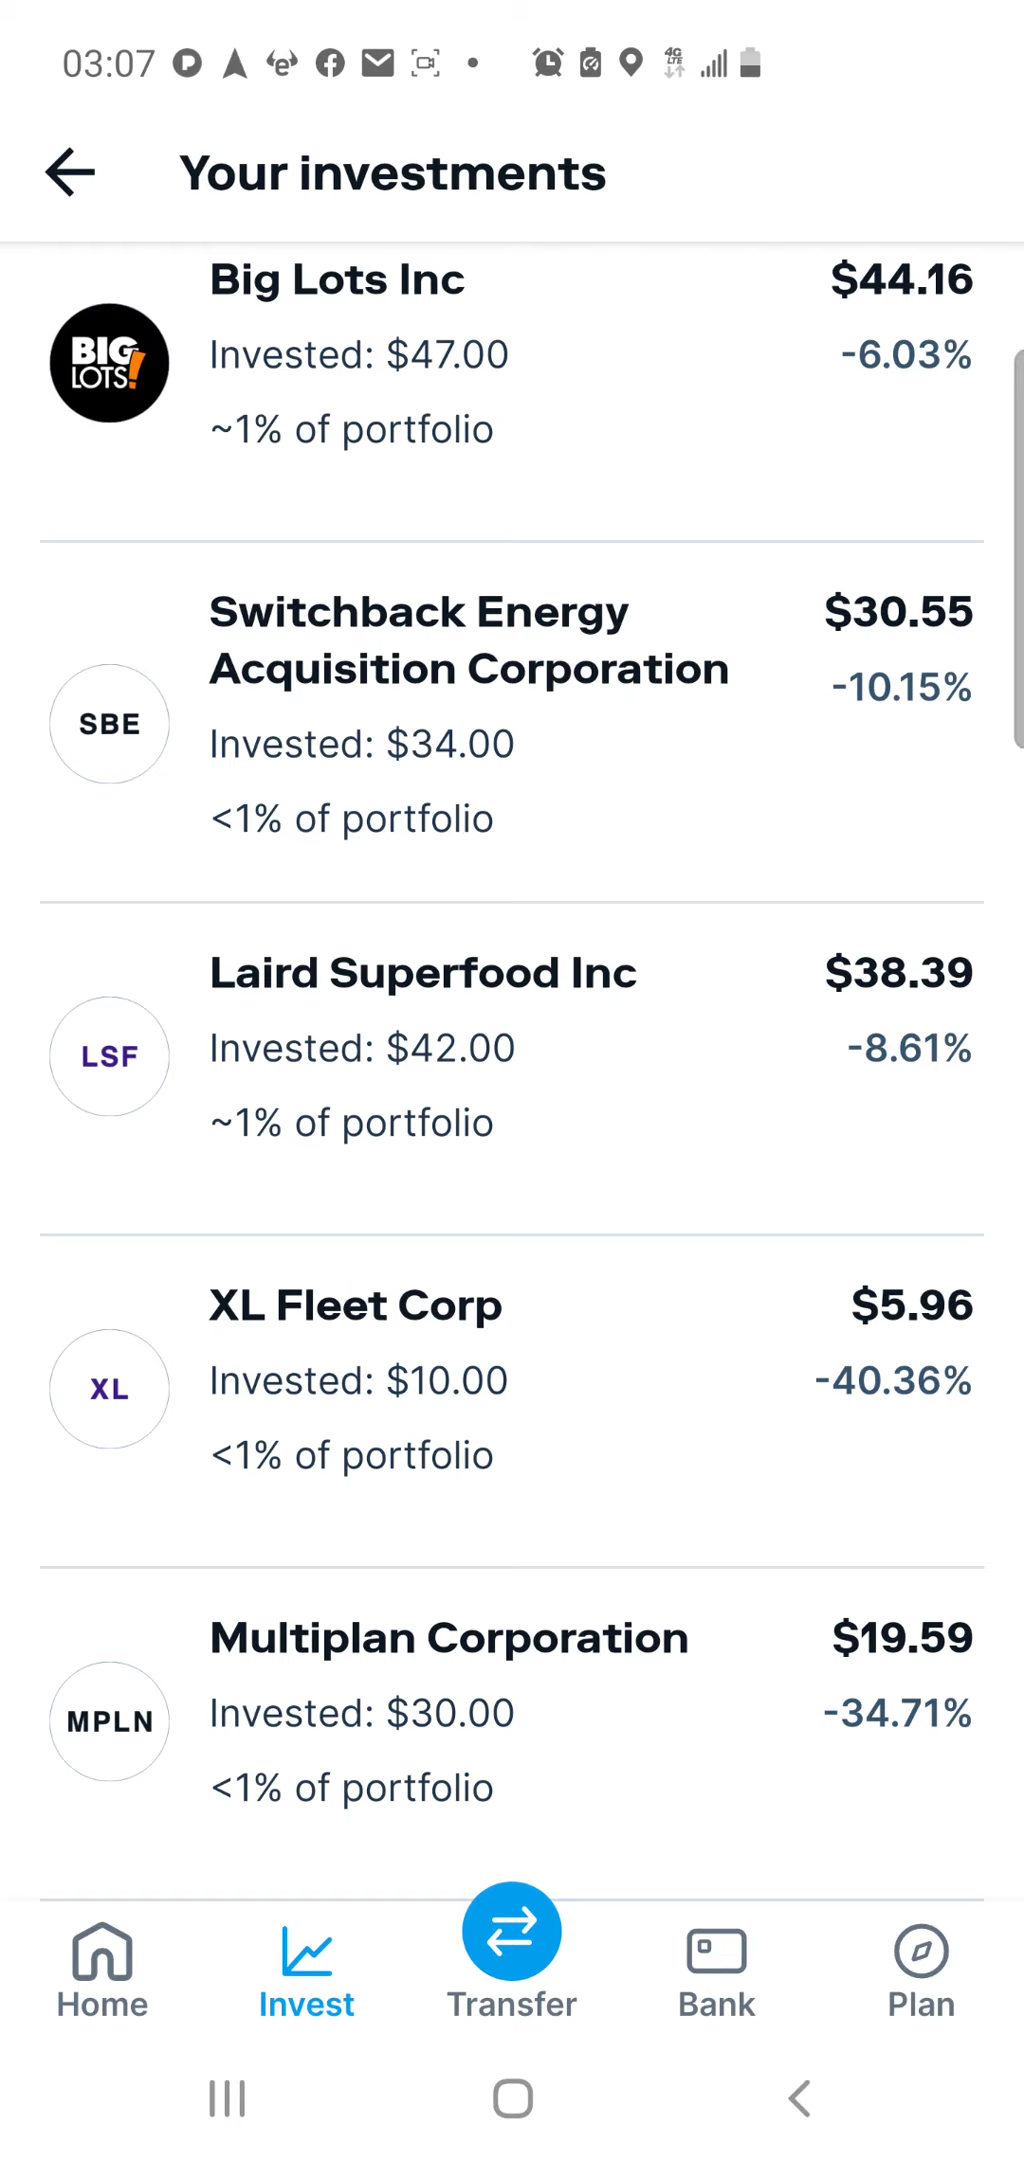 03:07
4G
LTE
Your investments
Big Lots Inc
$44.16
BIG
LOTS!
Invested: $47.00
-6.03%
~1% of portfolio
Switchback Energy
Acquisition Corporation
$30.55
-10.15%
SBE
Invested: $34.00
<1% of portfolio
Laird Superfood Inc
$38.39
LSF
Invested: $42.00
-8.61%
~1% of portfolio
XL Fleet Corp
$5.96
XL
Invested: $10.00
-40.36%
<1% of portfolio
Multiplan Corporation
$19.59
MPLN
Invested: $30.00
-34.71%
<1% of portfolio
Home
Invest
Transfer
Bank
Plan